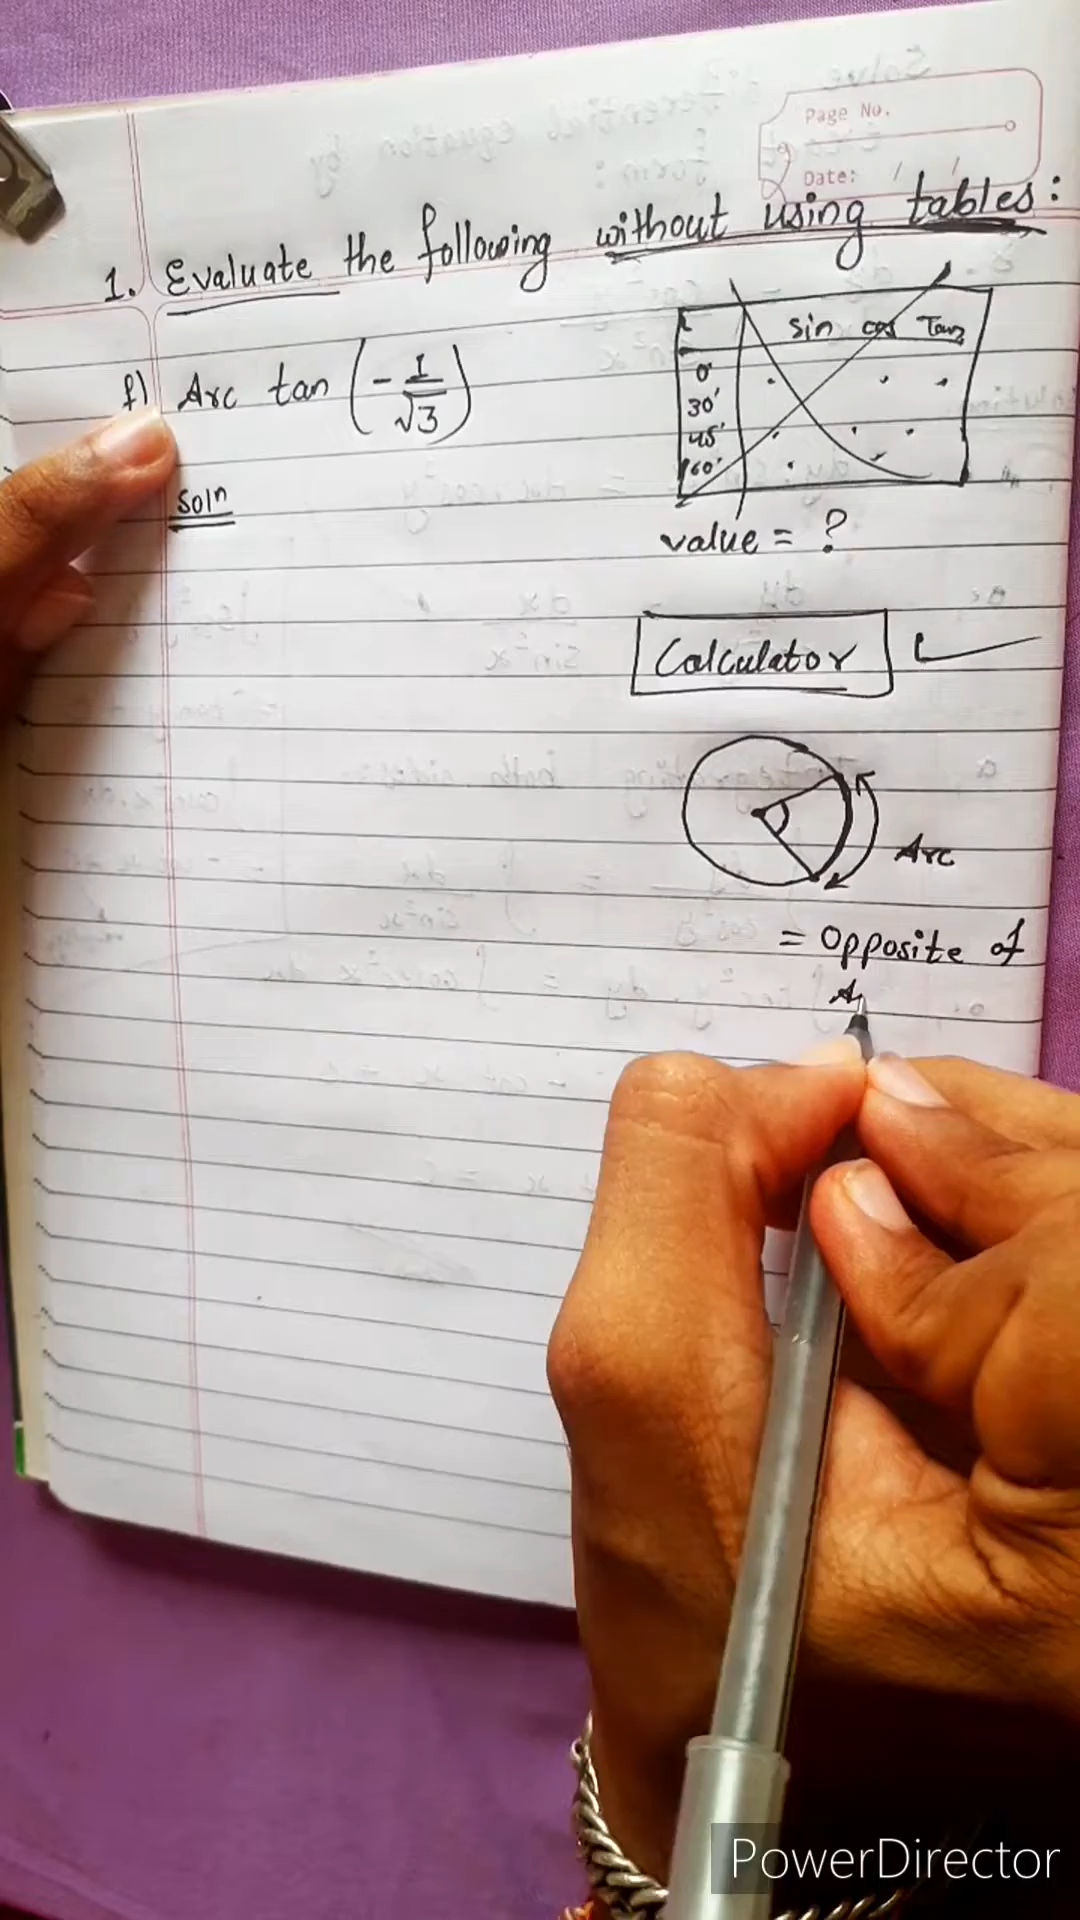 Page No.
Date: / /
1. Evaluate the following without using tables:
f) Arc tan (-1/√3)
soln
sin cos Tan
0°
30°
45°
60°
value = ?
Calculator
Arc
= opposite of
A
PowerDirector